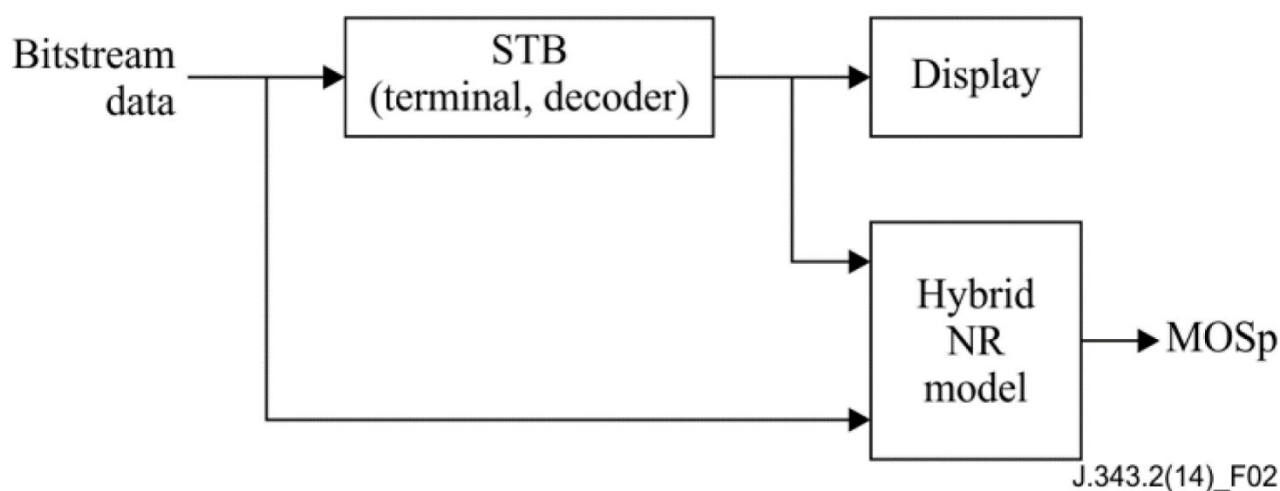 Bitstream
data
STB
(terminal, decoder)
Display
Hybrid
NR
model
MOSp
J.343.2(14)_F02